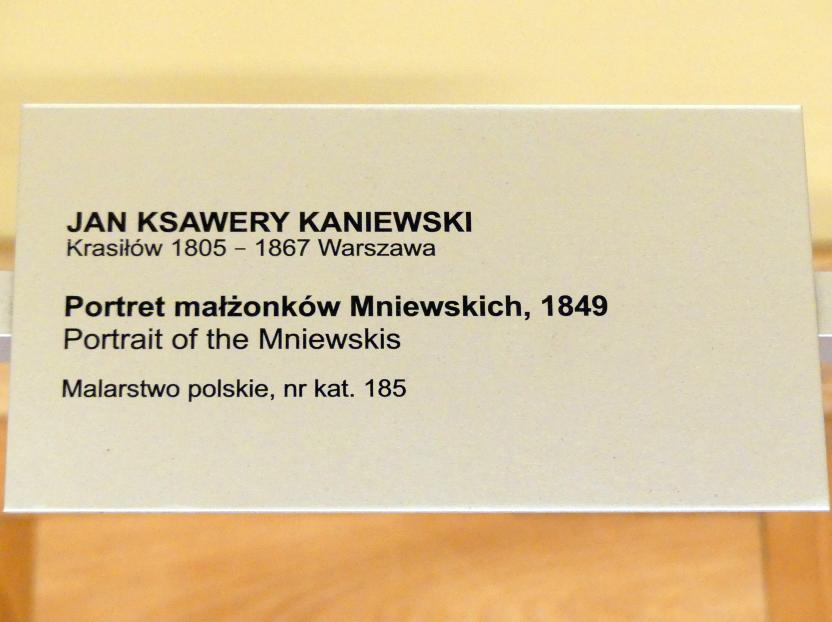 JAN KSAWERY KANIEWSKI
Krasiłów 1805 – 1867 Warszawa
Portret małżonków Mniewskich, 1849
Portrait of the Mniewskis
Malarstwo polskie, nr kat. 185